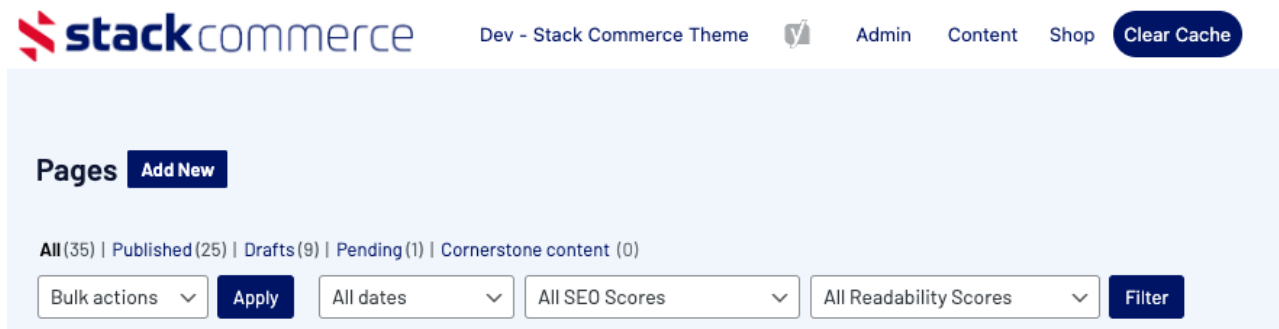 stackcommerce Dev - Stack Commerce Theme Admin Content Shop Clear Cache
Pages Add New
All (35) | Published (25) | Drafts (9) | Pending (1) | Cornerstone content (0)
Bulk actions Apply All dates All SEO Scores All Readability Scores Filter